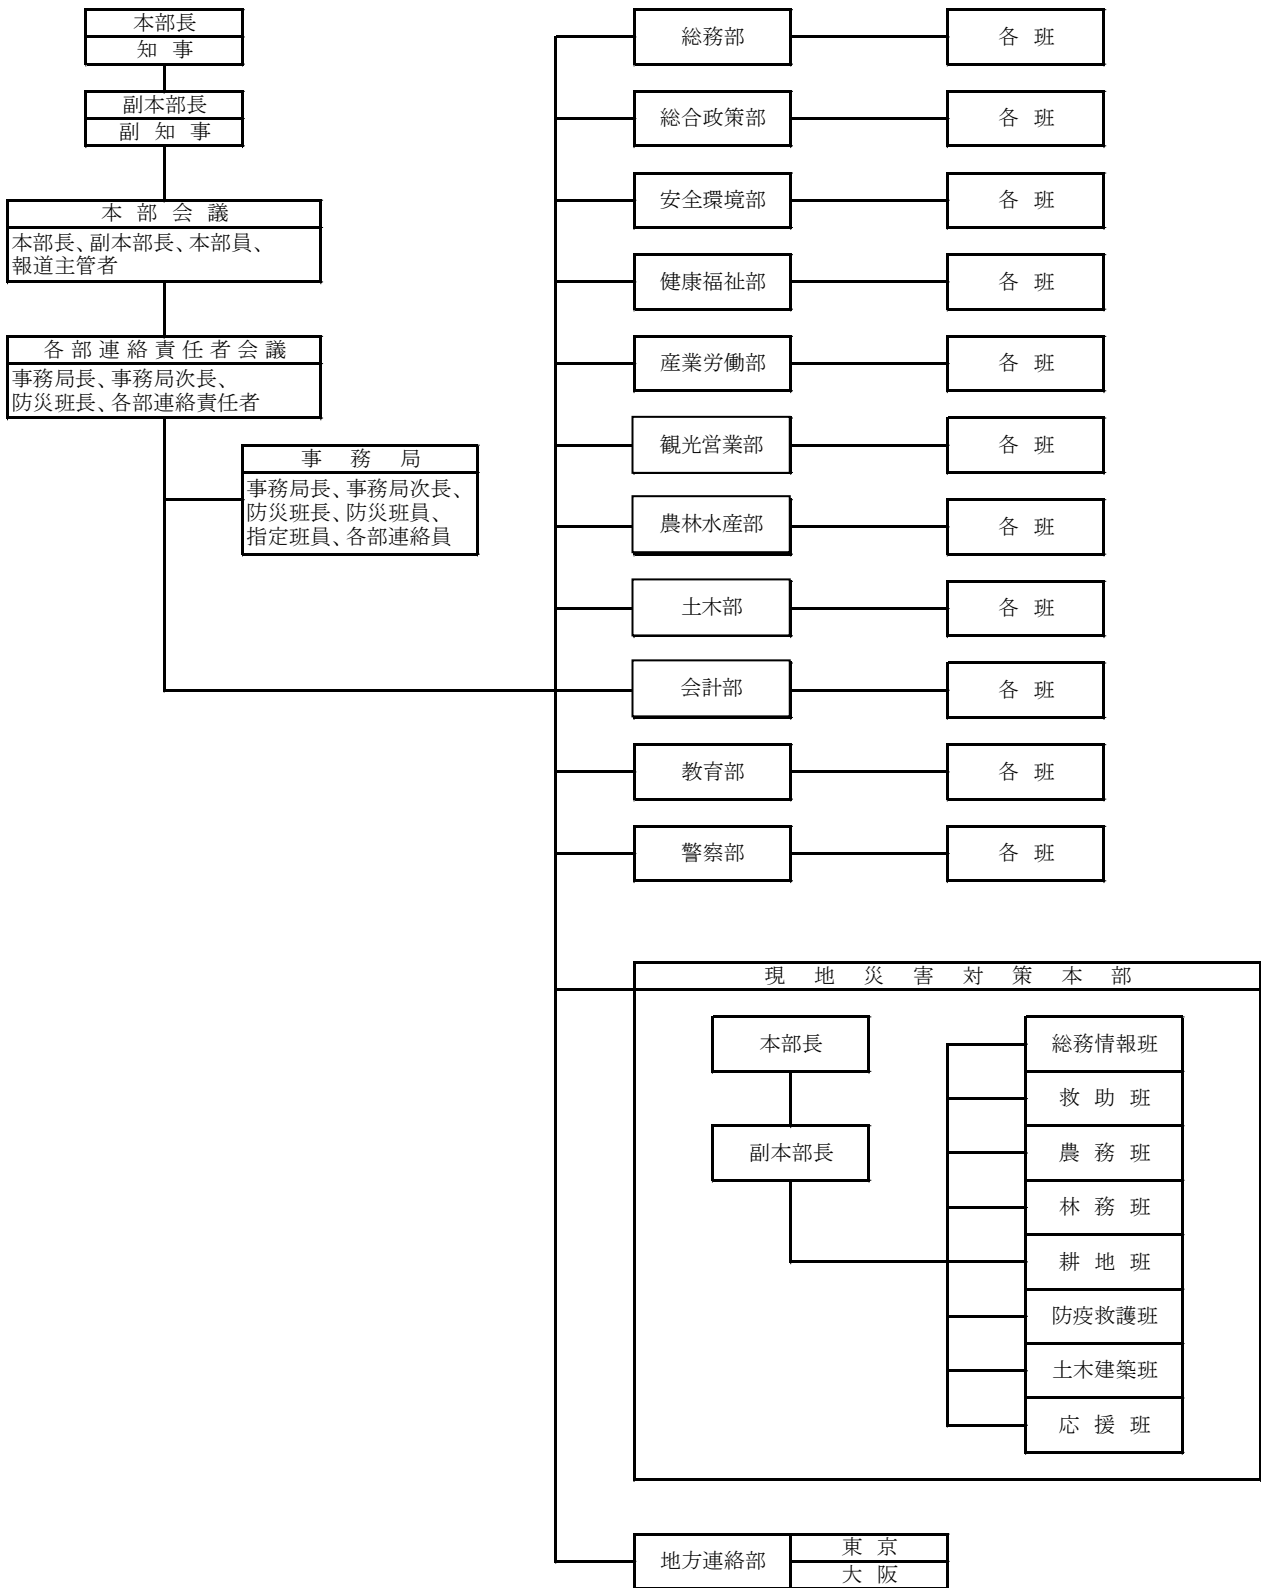 本部長
知事
副本部長
副知事
本部会議
本部長、副本部長、本部員、
報道主管者
各部連絡責任者会議
事務局長、事務局次長、
防災班長、各部連絡責任者
事務局
事務局長、事務局次長、
防災班長、防災班員、
指定班員、各部連絡員
総務部
各班
総合政策部
各班
安全環境部
各班
健康福祉部
各班
産業労働部
各班
観光営業部
各班
農林水産部
各班
土木部
各班
会計部
各班
教育部
各班
警察部
各班
現地災害対策本部
本部長
副本部長
総務情報班
救助班
農務班
林務班
耕地班
防疫救護班
土木建築班
応援班
地方連絡部
東京
大阪